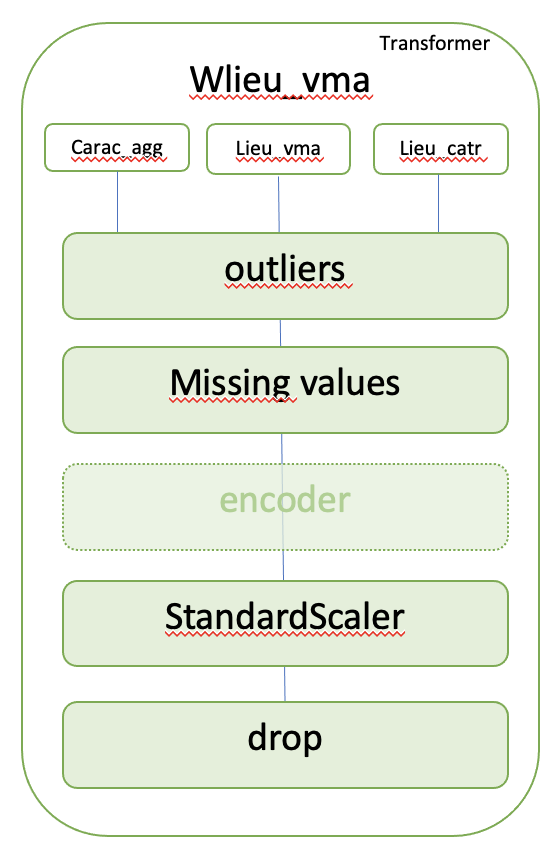 Transformer
Wlieu_vma
Carac_agg
Lieu_vma
Lieu_catr
outliers
Missing values
encoder
StandardScaler
drop